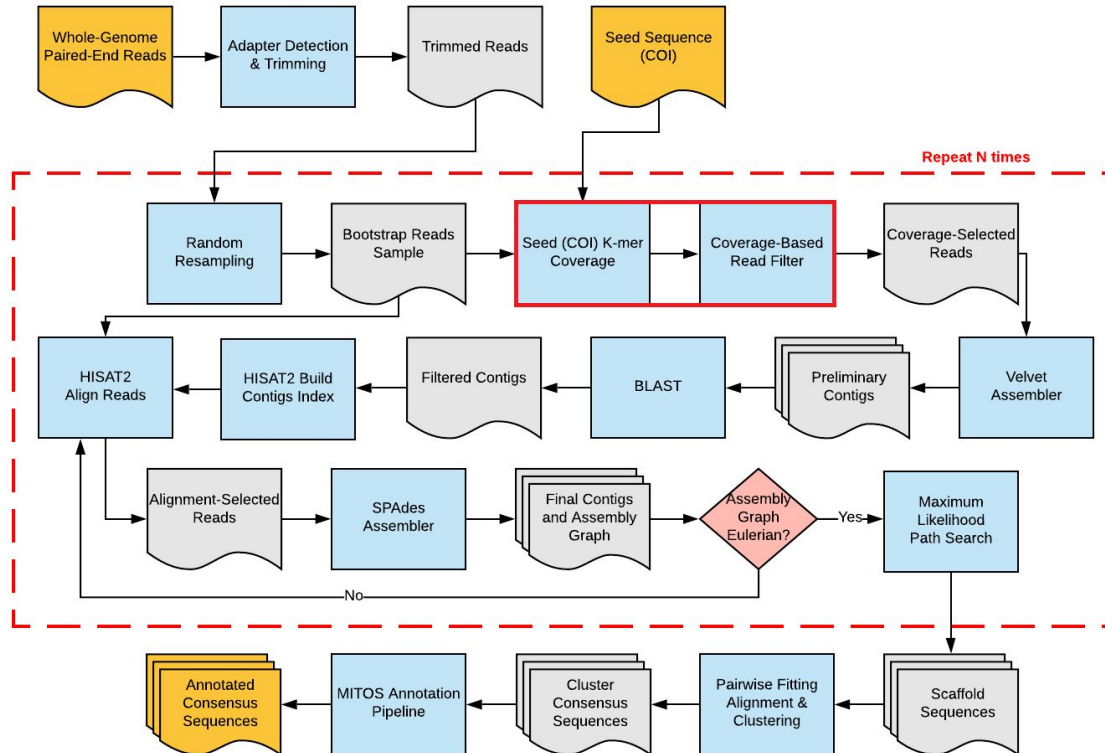 Whole-Genome
Paired-End Reads
Adapter Detection
& Trimming
Trimmed Reads
Seed Sequence
(COI)
Repeat N times
Random
Resampling
Bootstrap Reads
Sample
Seed (COI) K-mer
Coverage
Coverage-Based
Read Filter
Coverage-Selected
Reads
HISAT2
Align Reads
HISAT2 Build
Contigs Index
Filtered Contigs
BLAST
Preliminary
Contigs
Velvet
Assembler
Alignment-Selected
Reads
SPAdes
Assembler
Final Contigs
and Assembly
Graph
Assembly
Graph
Eulerian?
Yes
Maximum
Likelihood
Path Search
No
Annotated
Consensus
Sequences
MITOS Annotation
Pipeline
Cluster
Consensus
Sequences
Pairwise Fitting
Alignment &
Clustering
Scaffold
Sequences